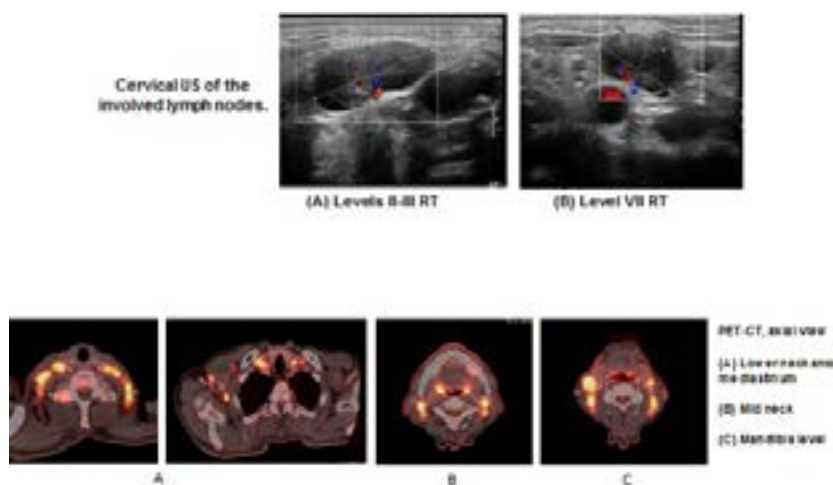 Cervical US of the
involved lymph nodes.
(A) Levels II-III RT
(B) Level VII RT
PET-CT, axial view
(A) Lower neck and
mediastinum
(B) Mid neck
(C) Mandible level
A
B
C